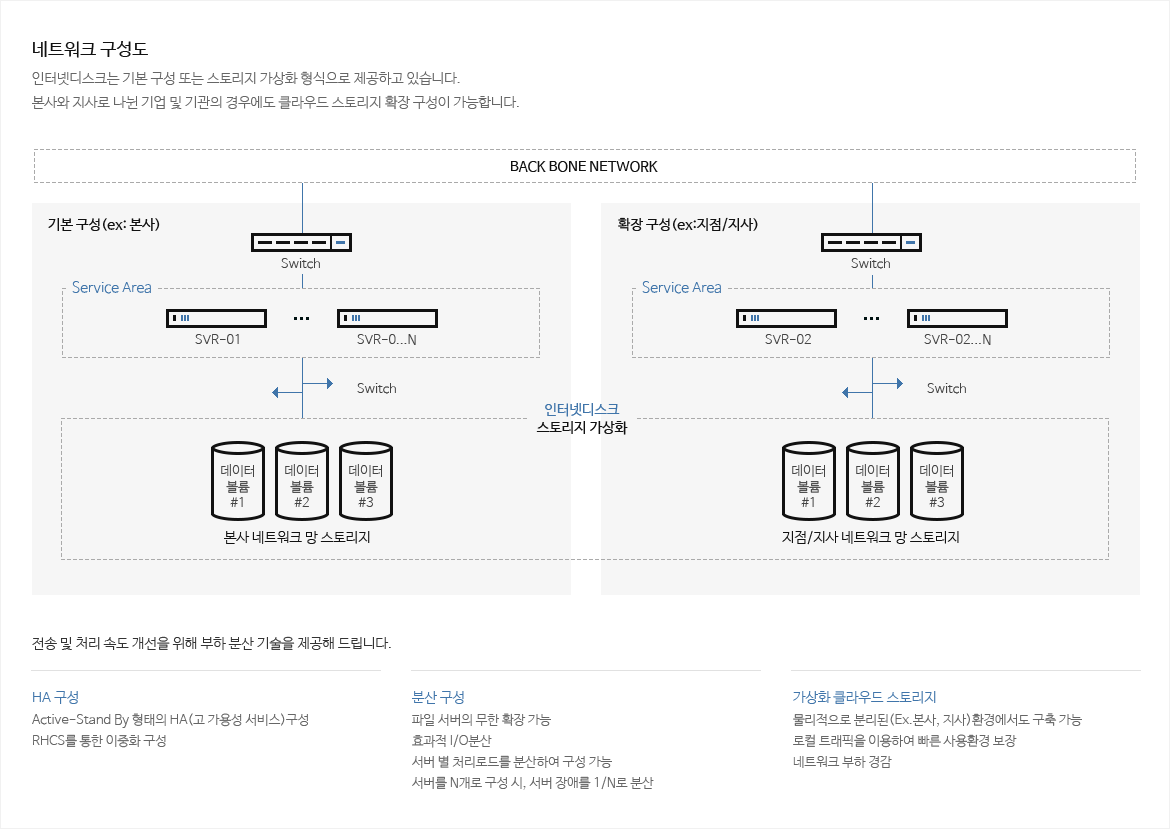 네트워크 구성도
인터넷디스크는 기본 구성 또는 스토리지 가상화 형식으로 제공하고 있습니다.
본사와 지사로 나뉜 기업 및 기관의 경우에도 클라우드 스토리지 확장 구성이 가능합니다.
BACK BONE NETWORK
기본 구성(ex: 본사)
Switch
Service Area
SVR-01
SVR-0...N
Switch
확장 구성(ex:지점/지사)
Switch
Service Area
SVR-02
SVR-02...N
Switch
인터넷디스크
스토리지 가상화
데이터
볼륨
#1
데이터
볼륨
#2
데이터
볼륨
#3
본사 네트워크 망 스토리지
데이터
볼륨
#1
데이터
볼륨
#2
데이터
볼륨
#3
지점/지사 네트워크 망 스토리지
전송 및 처리 속도 개선을 위해 부하 분산 기술을 제공해 드립니다.
HA 구성
Active-Stand By 형태의 HA(고 가용성 서비스)구성
RHCS를 통한 이중화 구성
분산 구성
파일 서버의 무한 확장 가능
효과적 I/O분산
서버 별 처리로드를 분산하여 구성 가능
서버를 N개로 구성 시, 서버 장애를 1/N로 분산
가상화 클라우드 스토리지
물리적으로 분리된(Ex.본사, 지사)환경에서도 구축 가능
로컬 트래픽을 이용하여 빠른 사용환경 보장
네트워크 부하 경감